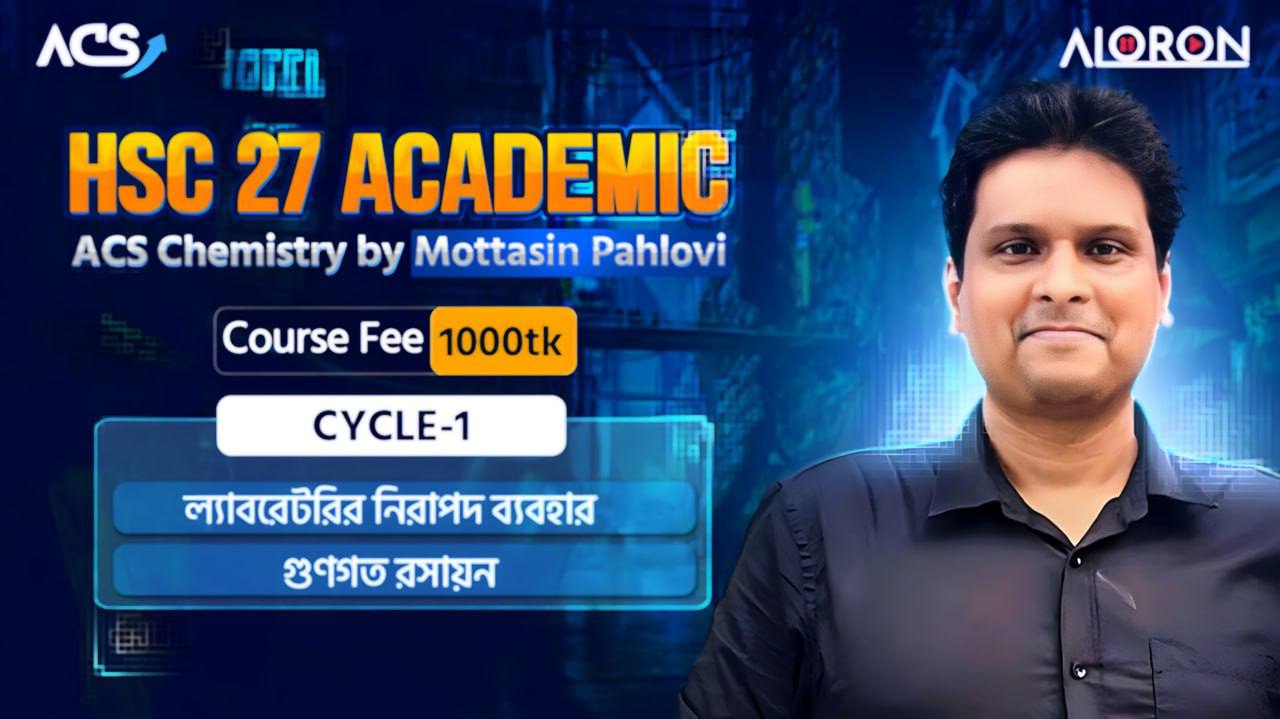 ACS
ALORON
HSC 27 ACADEMIC
ACS Chemistry by Mottasin Pahlovi
Course Fee 1000tk
CYCLE-1
ল্যাবরেটরির নিরাপদ ব্যবহার
গুণগত রসায়ন